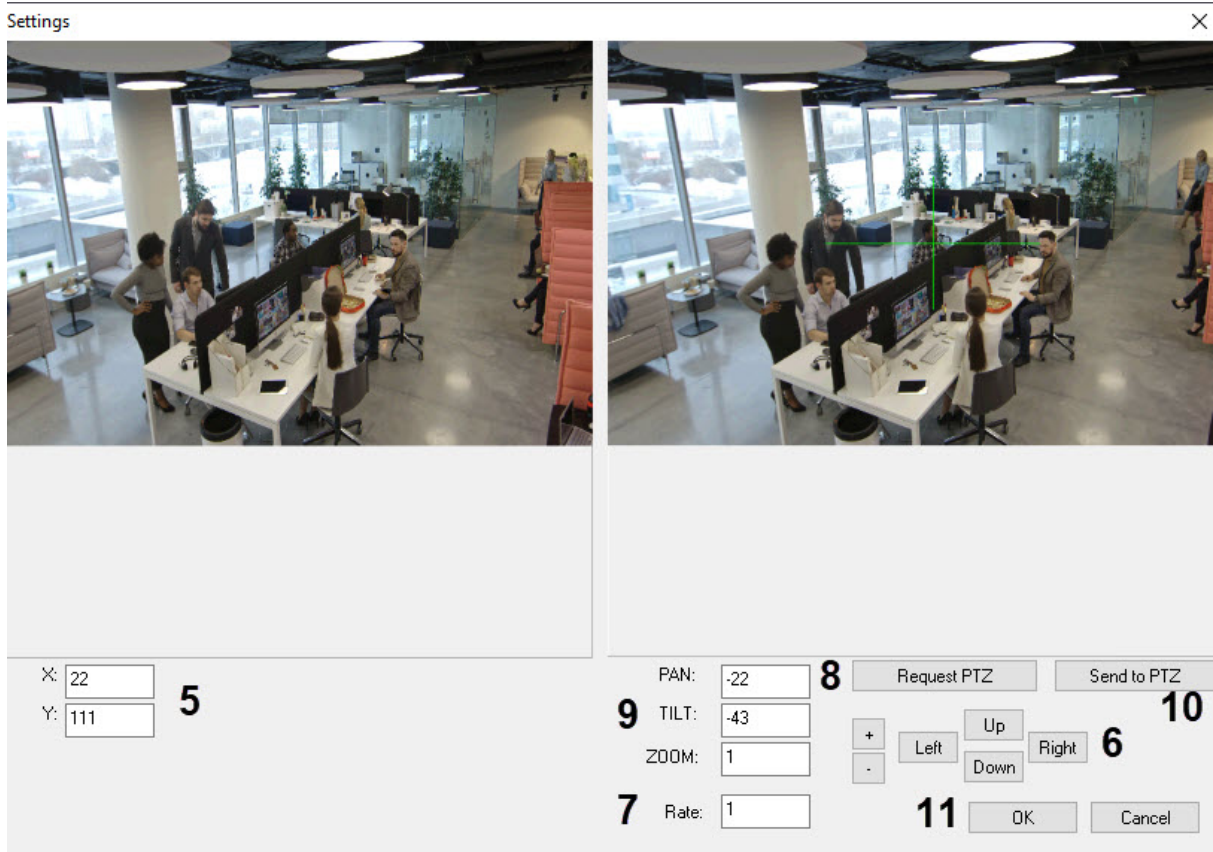 Settings
X: 22
Y: 111
5
PAN: -22
9 TILT: -43
ZOOM: 1
7 Rate: 1
8 Request PTZ Send to PTZ
10
+ Left Up Right 6
- Down
11 OK Cancel